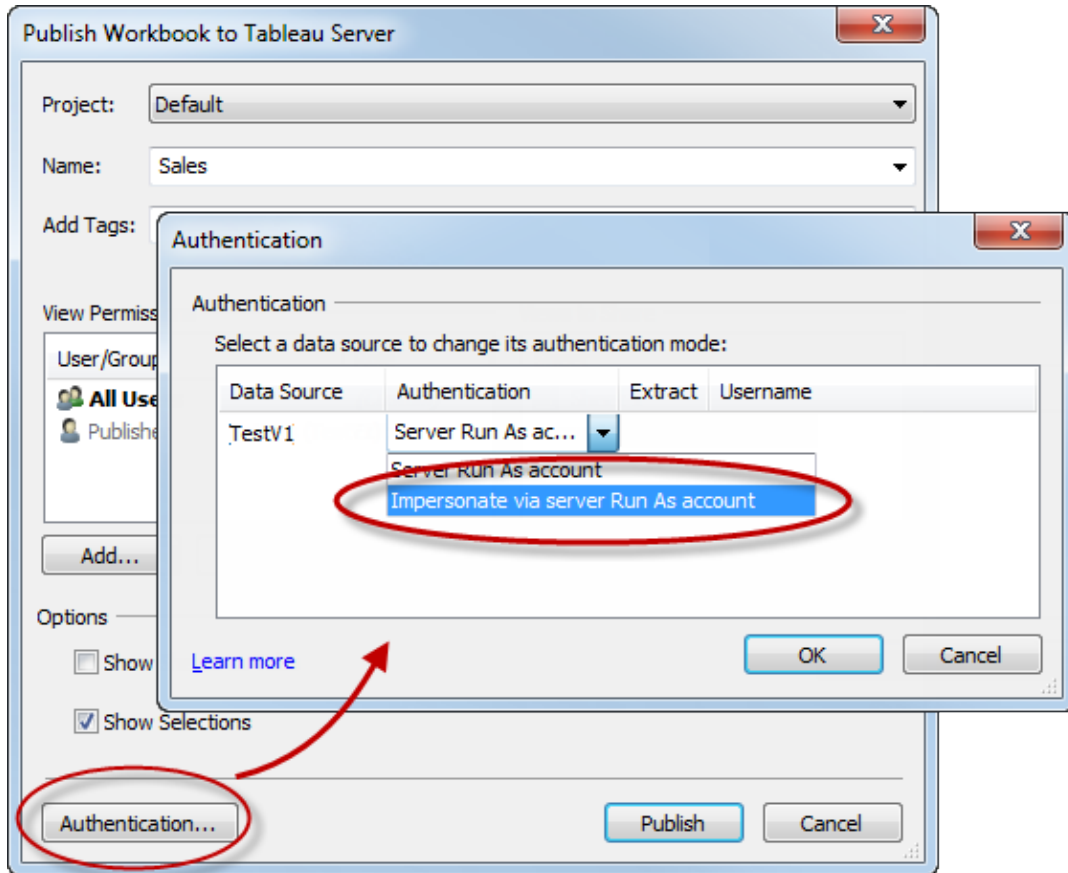 Publish Workbook to Tableau Server
Project: Default
Name: Sales
Add Tags:
Authentication
Authentication
View Permiss
Select a data source to change its authentication mode:
User/Group
Data Source Authentication Extract Username
All Use
TestV1 Server Run As ac...
Publishe
Server Run As account
Impersonate via server Run As account
Add...
Options
OK Cancel
Show
Learn more
Show Selections
Authentication... Publish Cancel